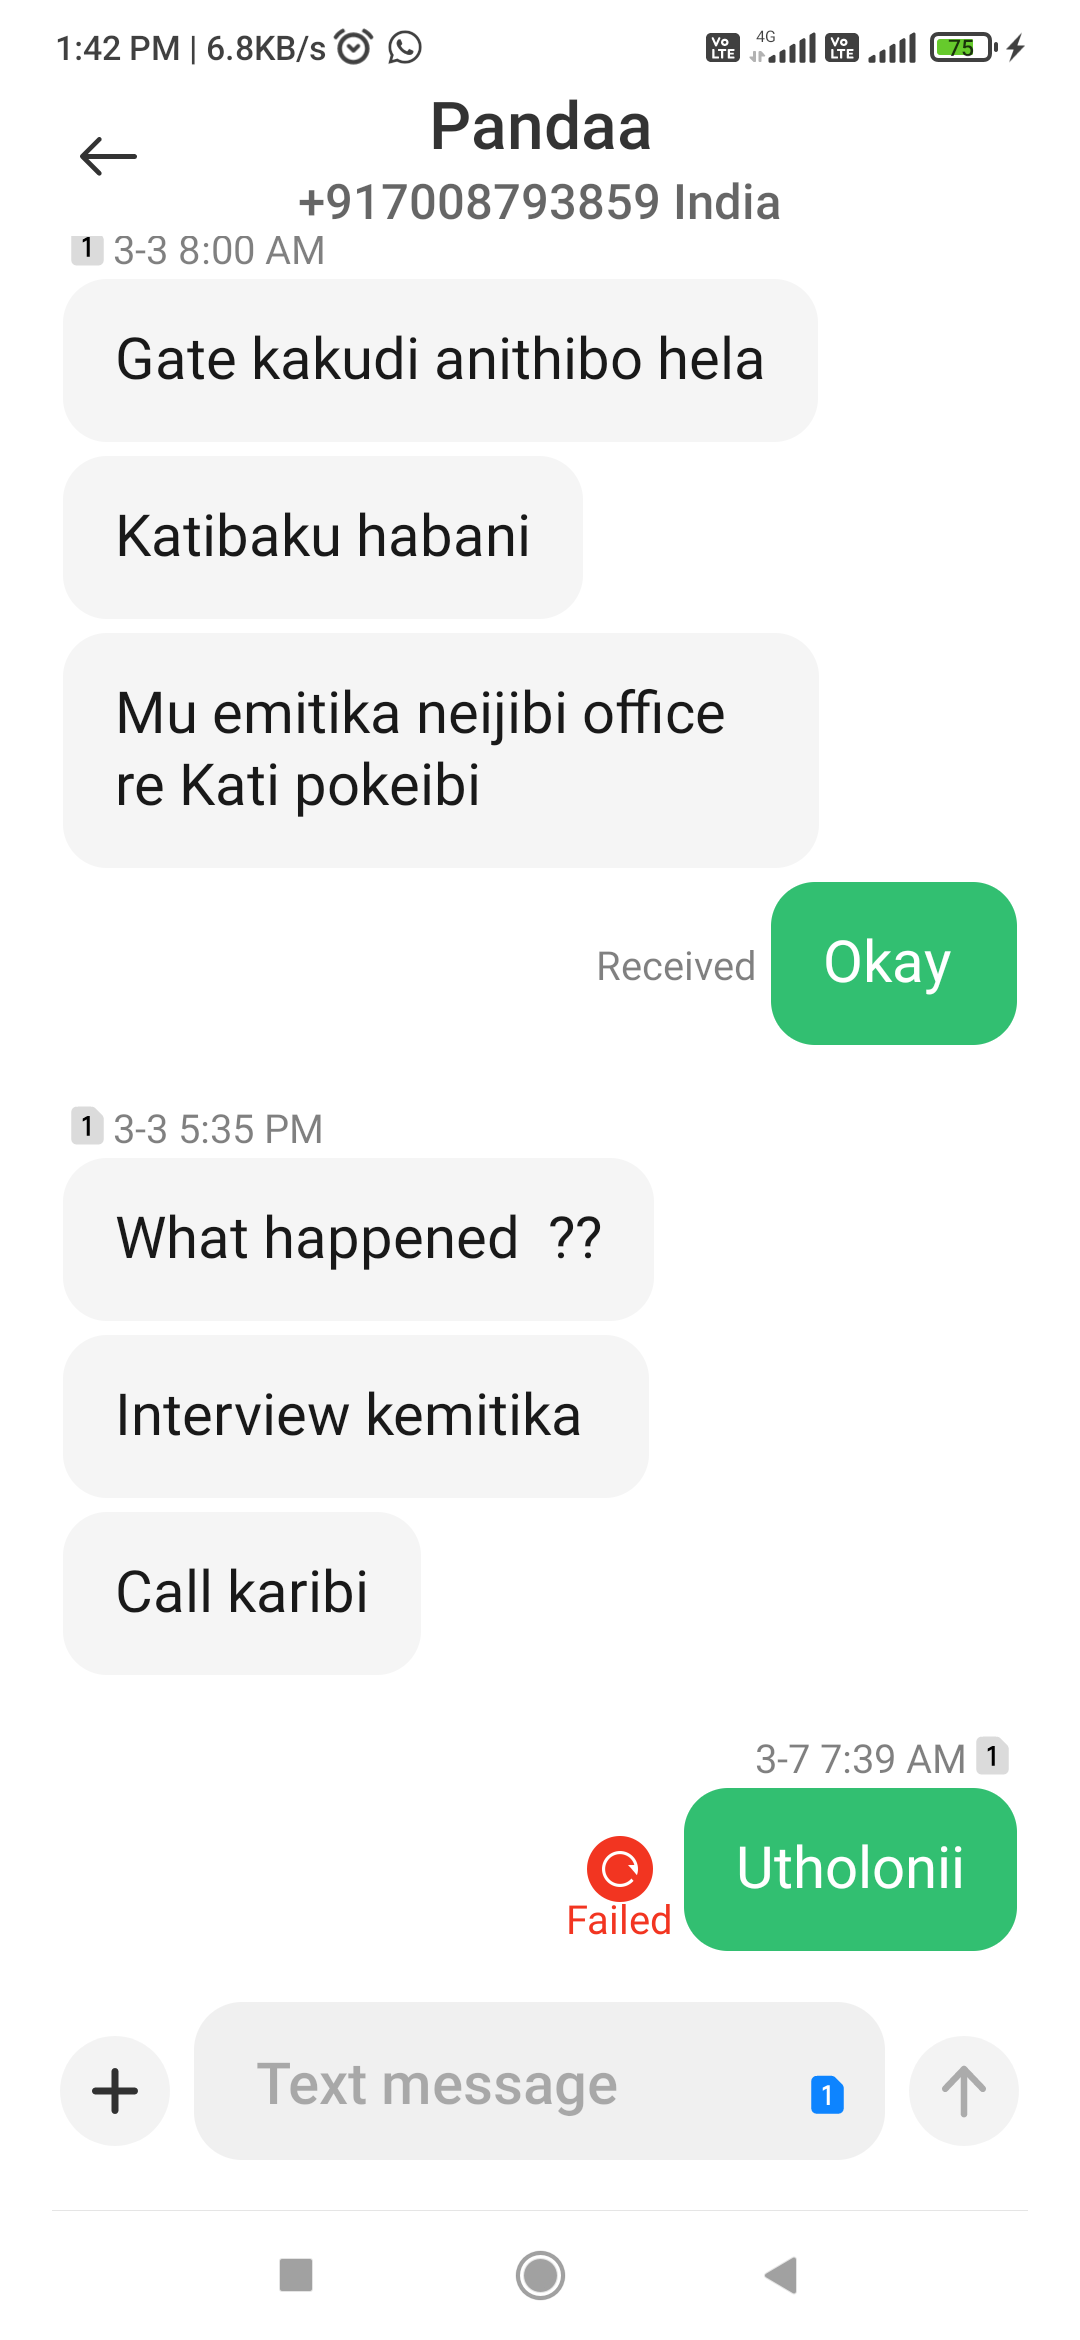 1:42 PM | 6.8KB/s
Vo LTE 4G Vo LTE 75
Pandaa
+917008793859 India
1 3-3 8:00 AM
Gate kakudi anithibo hela
Katibaku habani
Mu emitika neijibi office
re Kati pokeibi
Received
Okay
1 3-3 5:35 PM
What happened  ??
Interview kemitika
Call karibi
3-7 7:39 AM 1
Utholonii
Failed
Text message
1